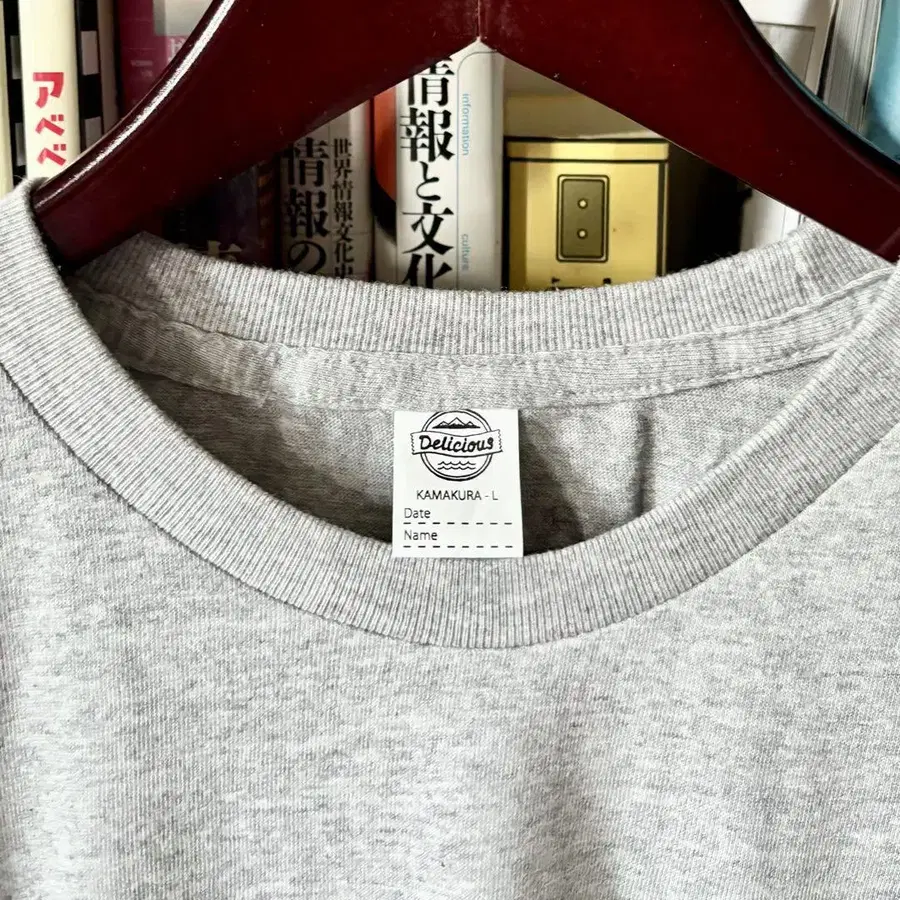 アベベ
情報の
世界情報文化史
情報と文化
information
culture
Delicious
KAMAKURA - L
Date
Name